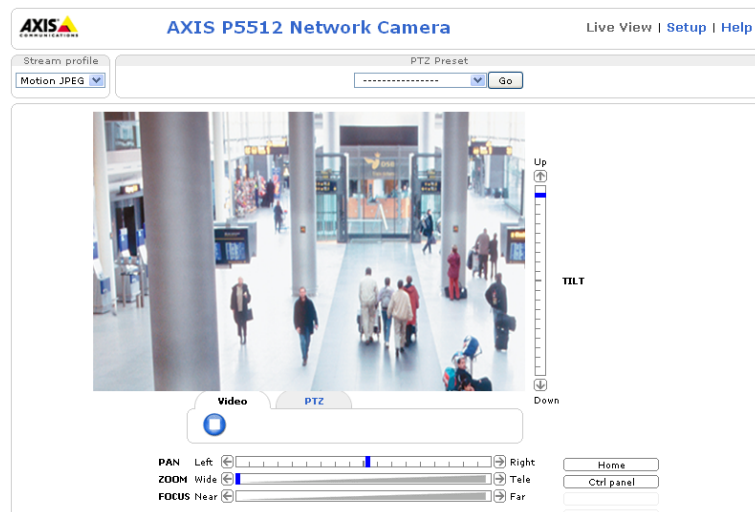 AXIS
COMMUNICATIONS
AXIS P5512 Network Camera
Live View | Setup | Help
Stream profile
PTZ Preset
Motion JPEG
---------------- Go
Up
TILT
Down
Video PTZ
PAN Left Right
Home
ZOOM Wide Tele
Ctrl panel
FOCUS Near Far